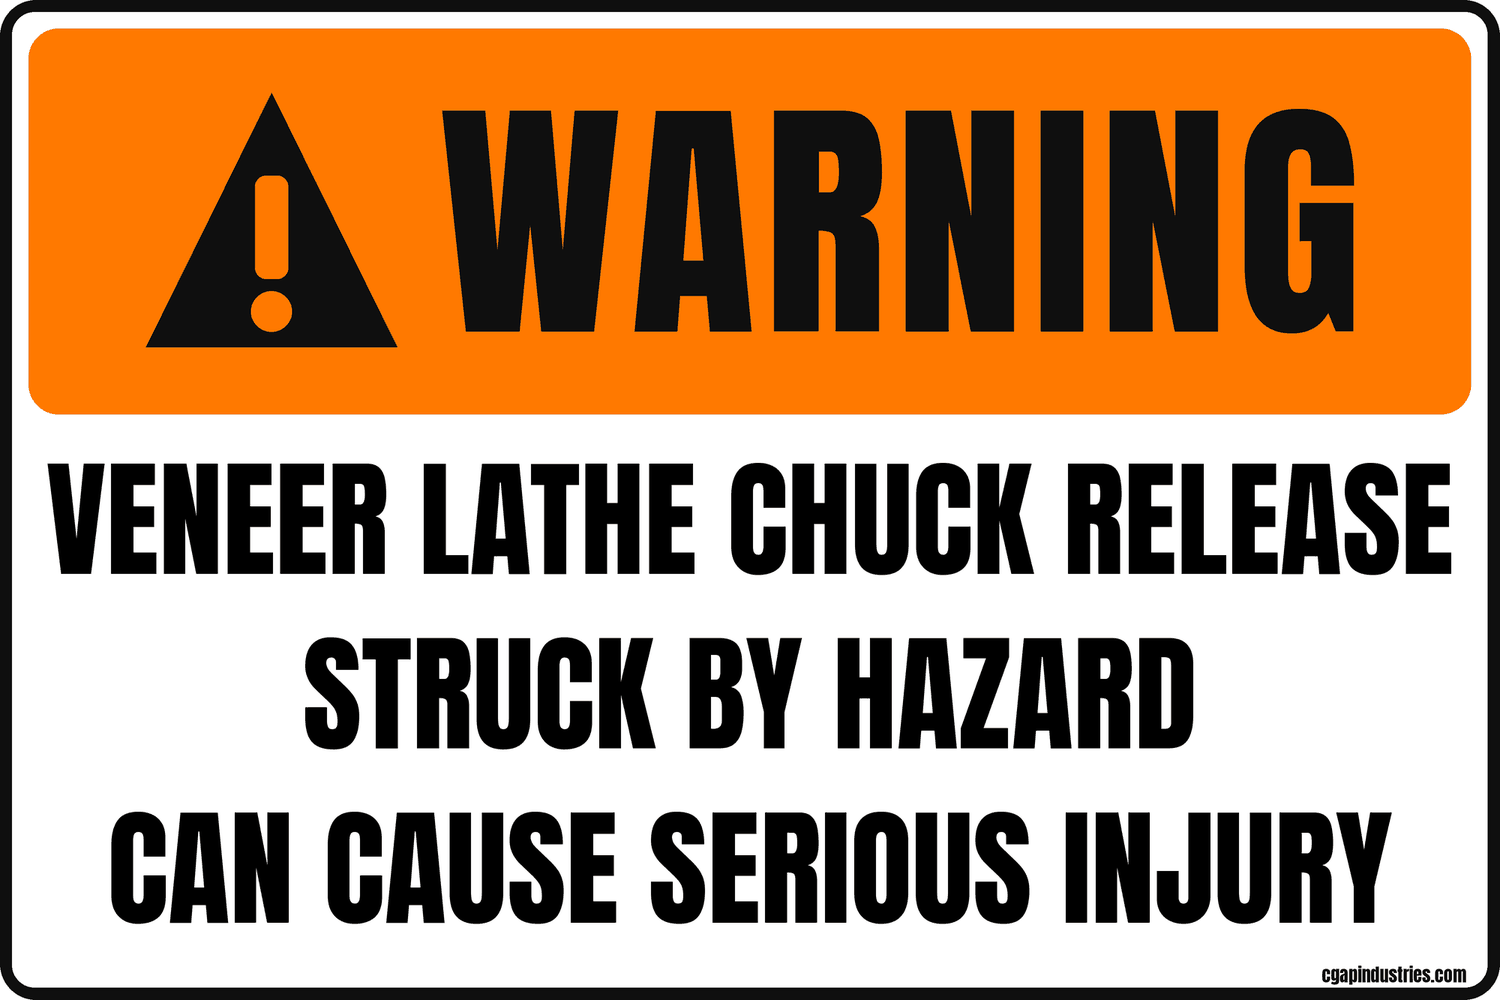 WARNING
VENEER LATHE CHUCK RELEASE
STRUCK BY HAZARD
CAN CAUSE SERIOUS INJURY
cgapindustries.com